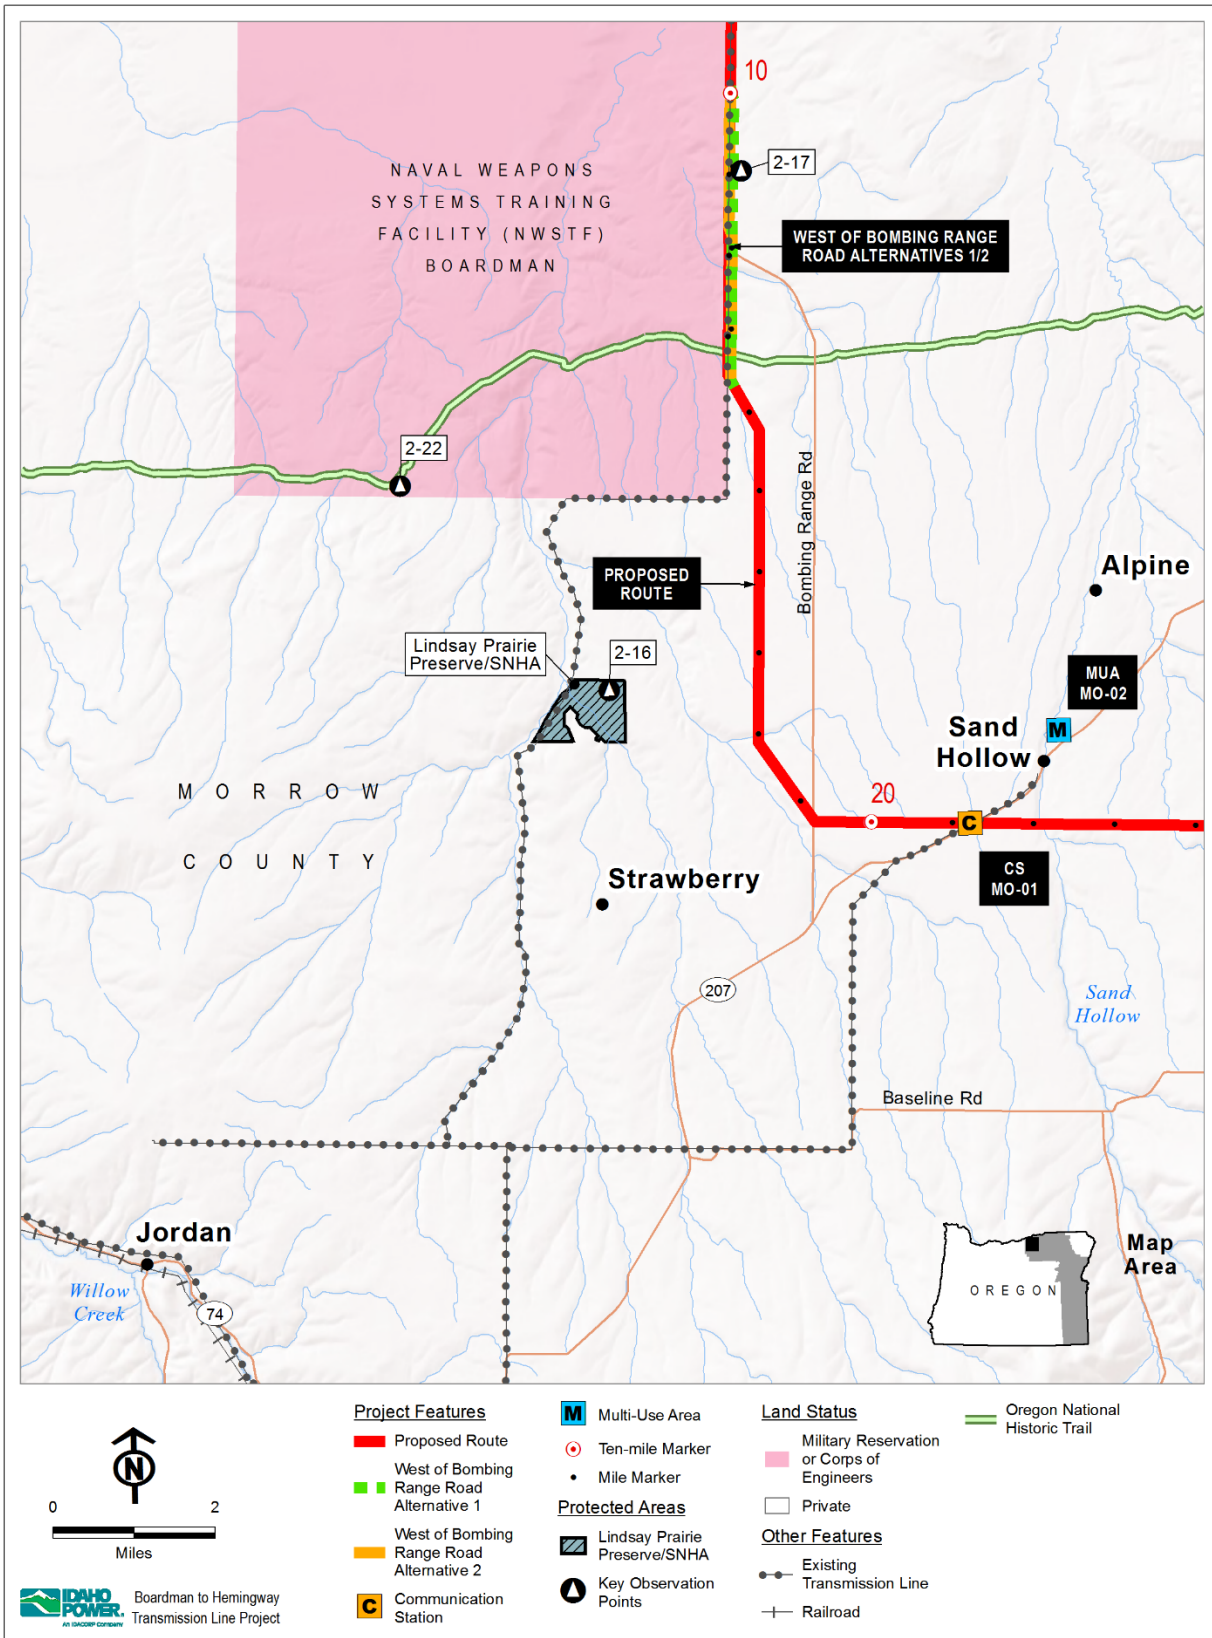 10
2-17
NAVAL WEAPONS
SYSTEMS TRAINING
FACILITY (NWSTF)
BOARDMAN
WEST OF BOMBING RANGE
ROAD ALTERNATIVES 1/2
2-22
Bombing Range Rd
PROPOSED
ROUTE
Alpine
Lindsay Prairie
Preserve/SNHA
2-16
MUA
MO-02
M
Sand
Hollow
MORROW
COUNTY
20
C
CS
MO-01
Strawberry
207
Sand
Hollow
Baseline Rd
Jordan
Willow
Creek
74
OREGON
Map
Area
N
0 2
Miles
IDAHO
POWER
An IDACORP Company
Boardman to Hemingway
Transmission Line Project
Project Features
Proposed Route
West of Bombing
Range Road
Alternative 1
West of Bombing
Range Road
Alternative 2
C
Communication
Station
M
Multi-Use Area
Ten-mile Marker
Mile Marker
Protected Areas
Lindsay Prairie
Preserve/SNHA
Key Observation
Points
Land Status
Military Reservation
or Corps of
Engineers
Private
Other Features
Existing
Transmission Line
Railroad
Oregon National
Historic Trail